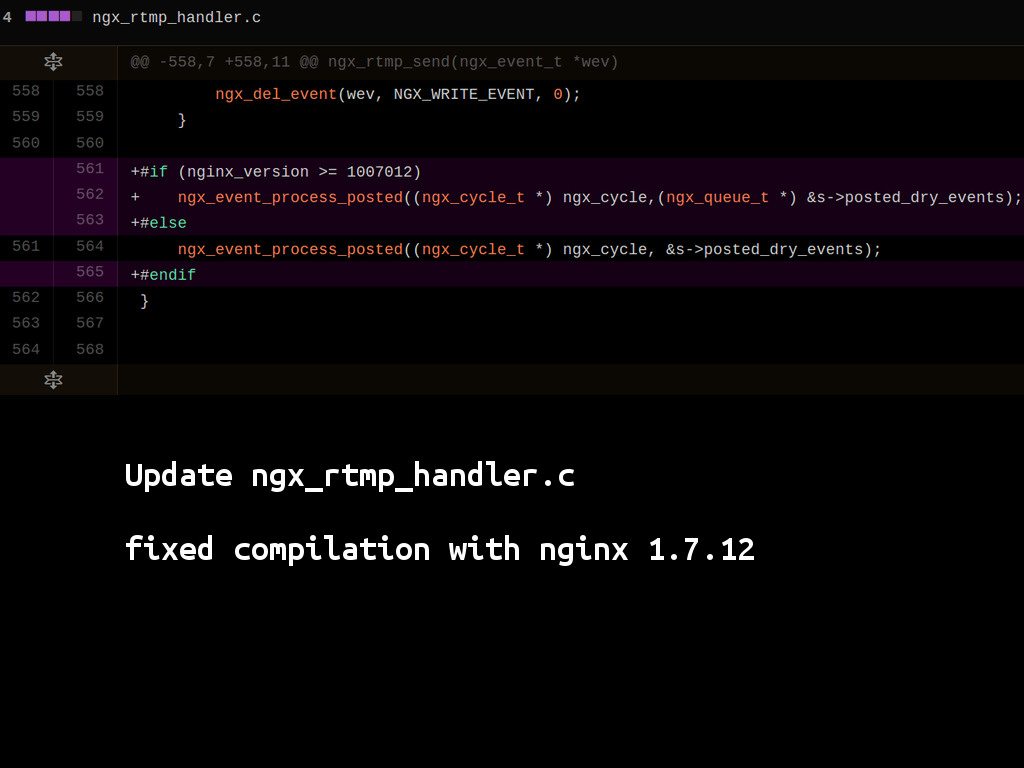 4 ngx_rtmp_handler.c
@@ -558,7 +558,11 @@ ngx_rtmp_send(ngx_event_t *wev)
558 558 ngx_del_event(wev, NGX_WRITE_EVENT, 0);
559 559 }
560 560
561 +#if (nginx_version >= 1007012)
562 + ngx_event_process_posted((ngx_cycle_t *) ngx_cycle,(ngx_queue_t *) &s->posted_dry_events);
563 +#else
561 564 ngx_event_process_posted((ngx_cycle_t *) ngx_cycle, &s->posted_dry_events);
565 +#endif
562 566 }
563 567
564 568
Update ngx_rtmp_handler.c
fixed compilation with nginx 1.7.12